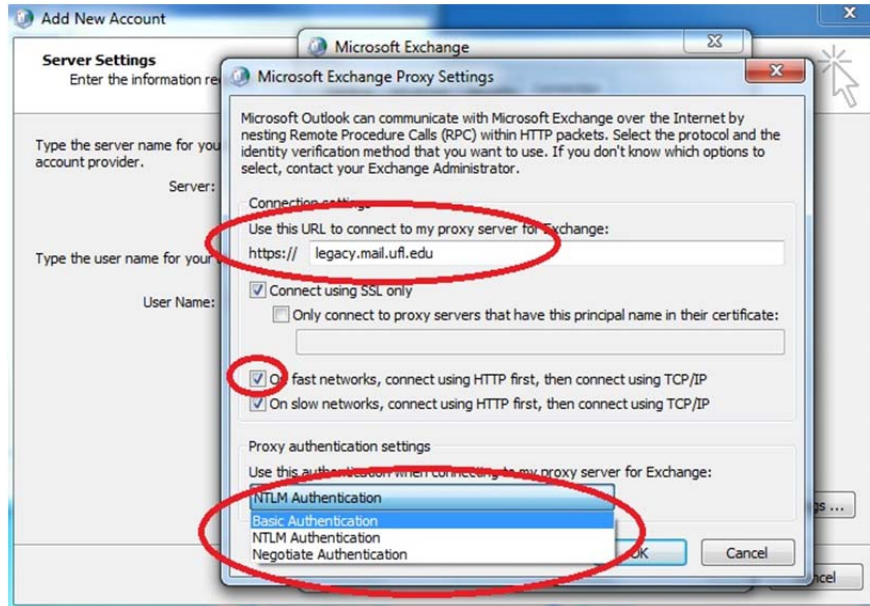 Add New Account
Microsoft Exchange
Server Settings
Enter the information re
Microsoft Exchange Proxy Settings
Microsoft Outlook can communicate with Microsoft Exchange over the Internet by
nesting Remote Procedure Calls (RPC) within HTTP packets. Select the protocol and the
identity verification method that you want to use. If you don't know which options to
select, contact your Exchange Administrator.
Type the server name for you
account provider.
Server:
Type the user name for your
User Name:
Connection settings
Use this URL to connect to my proxy server for Exchange:
https:// legacy.mail.ufl.edu
Connect using SSL only
Only connect to proxy servers that have this principal name in their certificate:
On fast networks, connect using HTTP first, then connect using TCP/IP
On slow networks, connect using HTTP first, then connect using TCP/IP
Proxy authentication settings
Use this authentication when connecting to my proxy server for Exchange:
NTLM Authentication
Basic Authentication
NTLM Authentication
Negotiate Authentication
OK
Cancel
gs ...
ncel